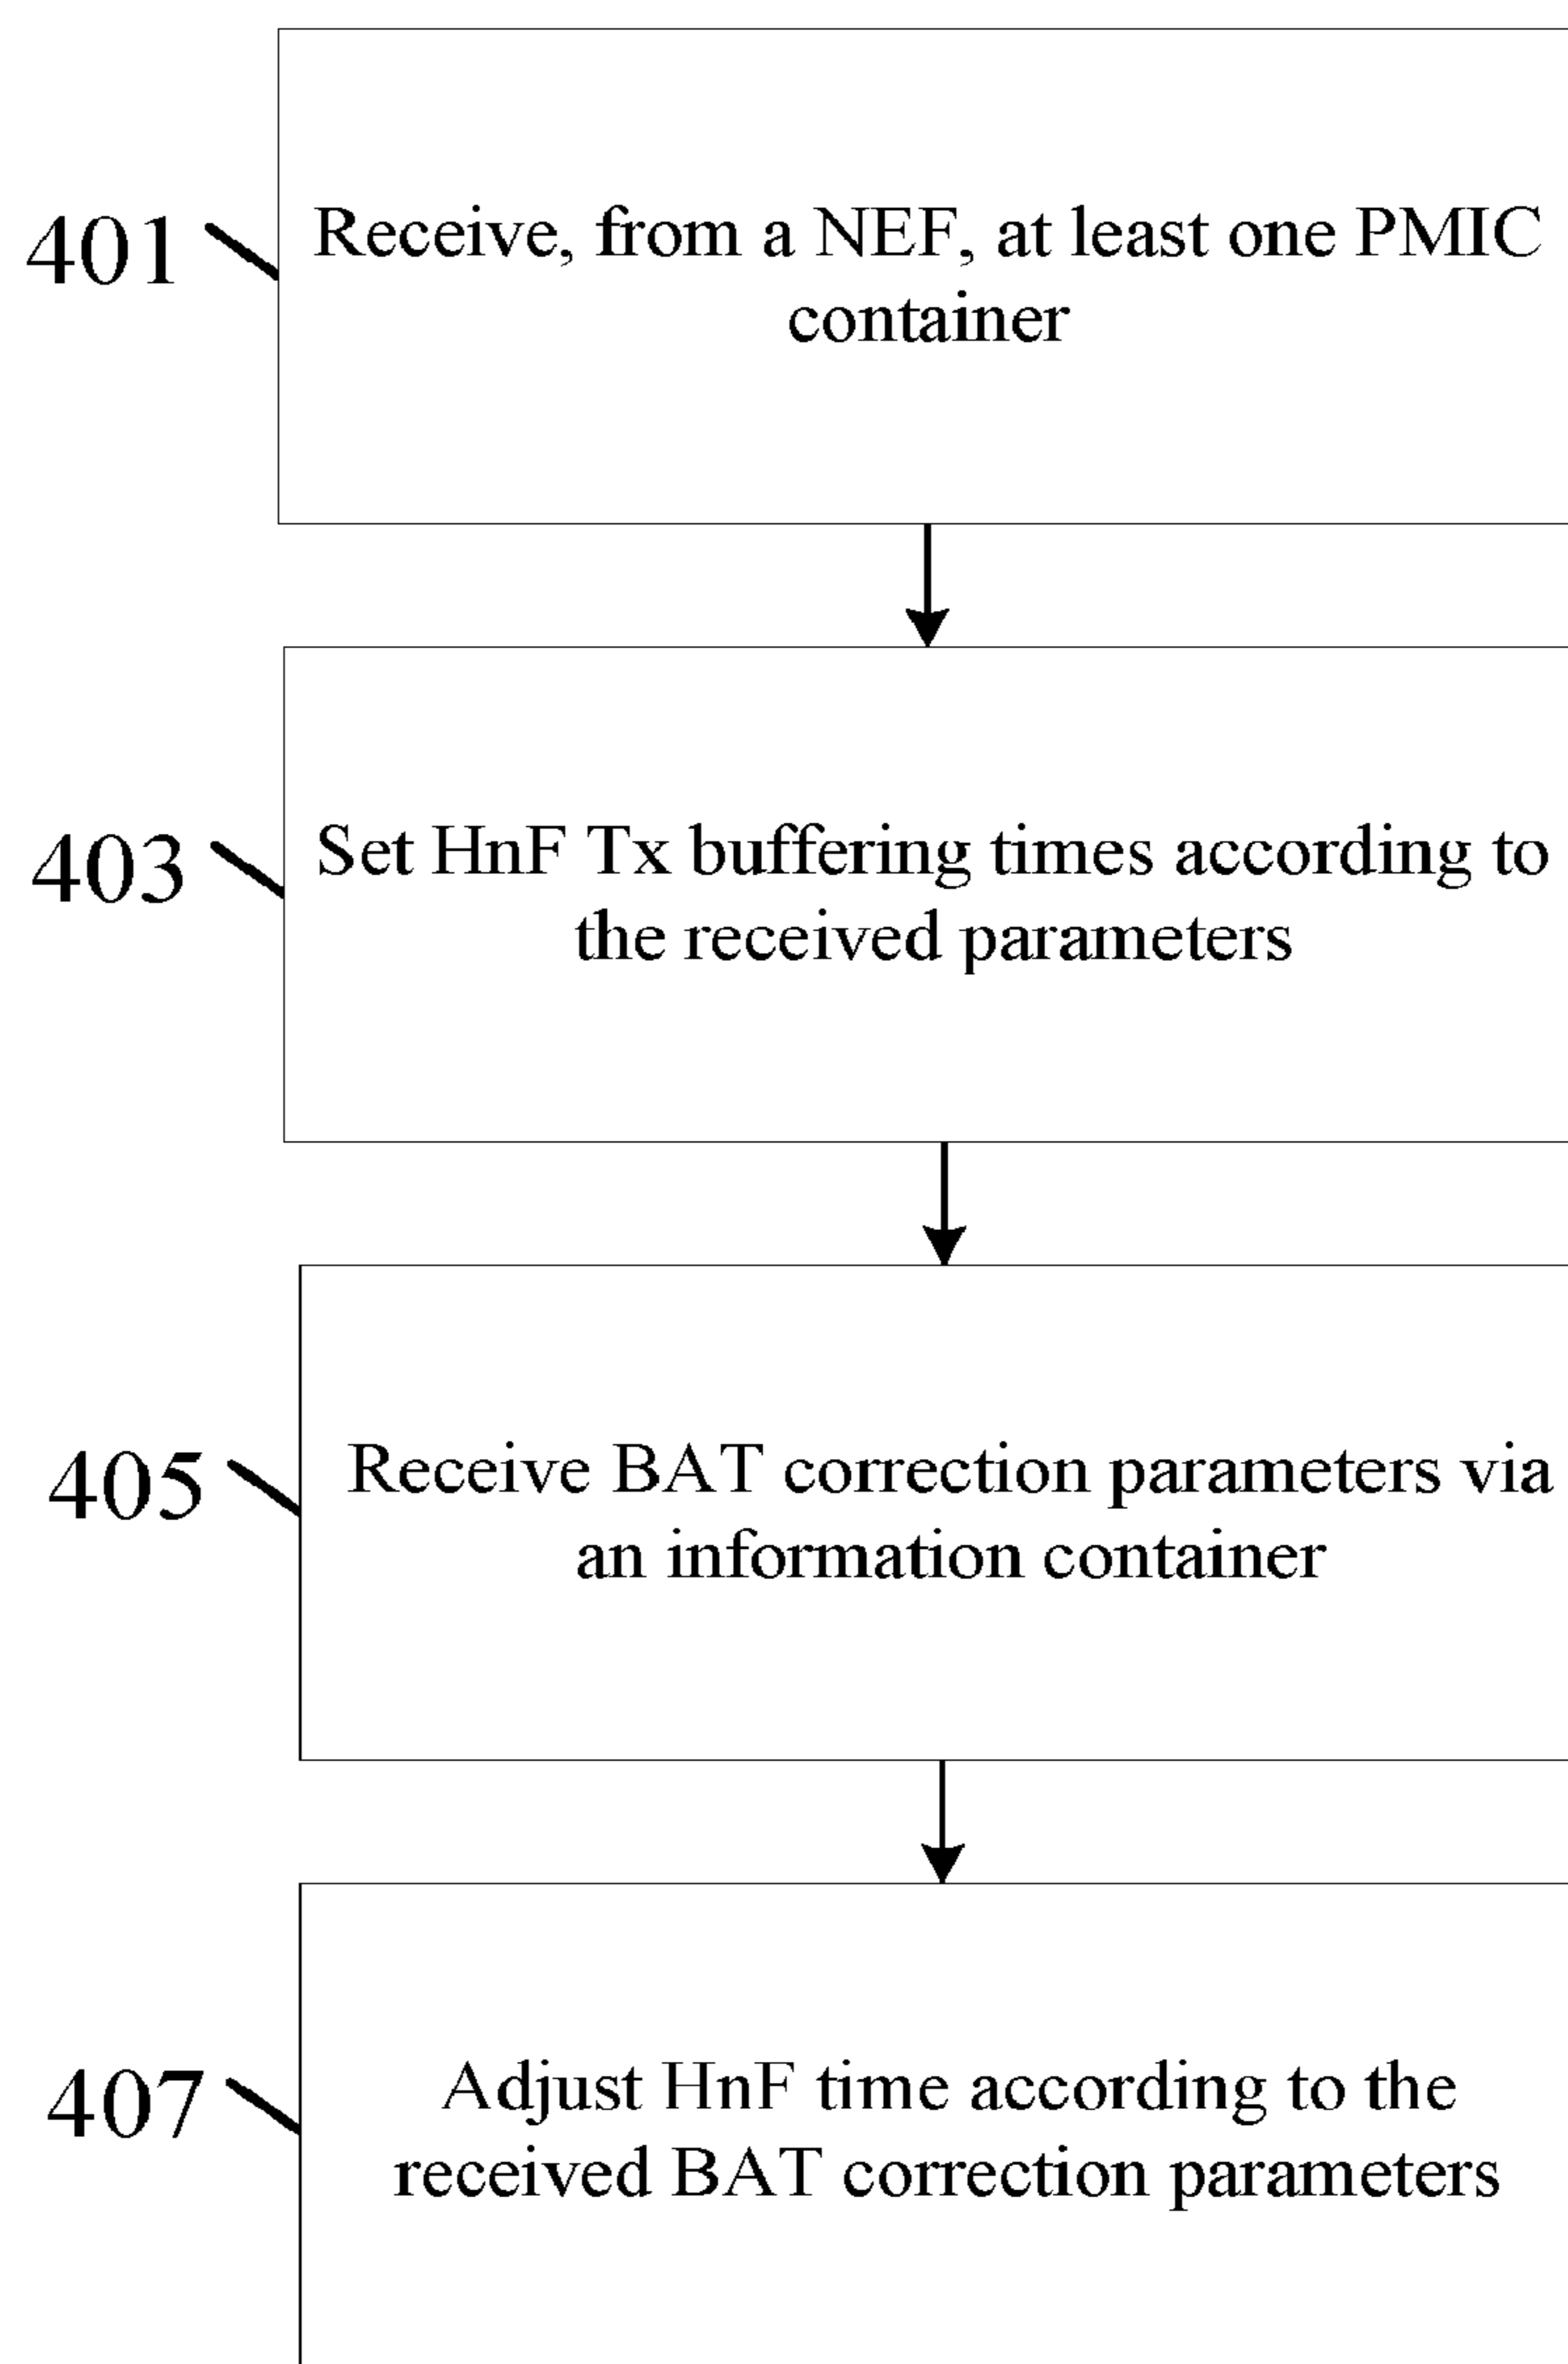 401
Receive, from a NEF, at least one PMIC
container
403
Set HnF Tx buffering times according to
the received parameters
405
Receive BAT correction parameters via
an information container
407
Adjust HnF time according to the
received BAT correction parameters